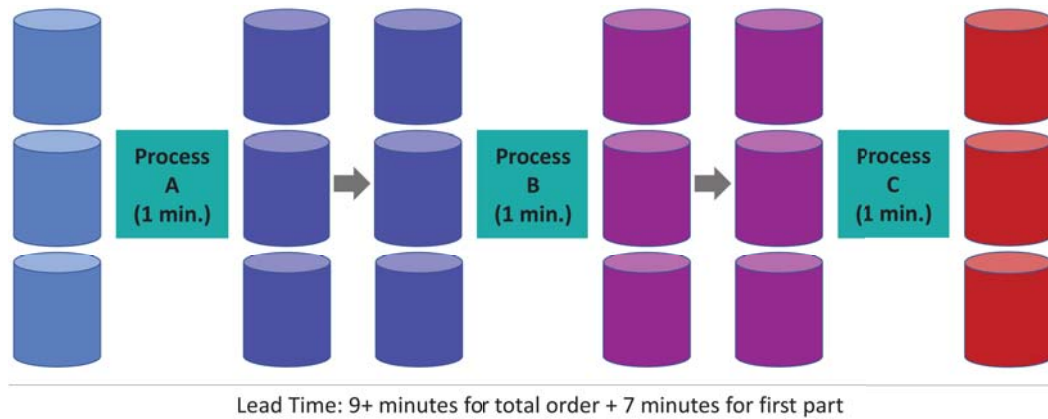 Process
A
(1 min.)
Process
B
(1 min.)
Process
C
(1 min.)
Lead Time: 9+ minutes for total order + 7 minutes for first part